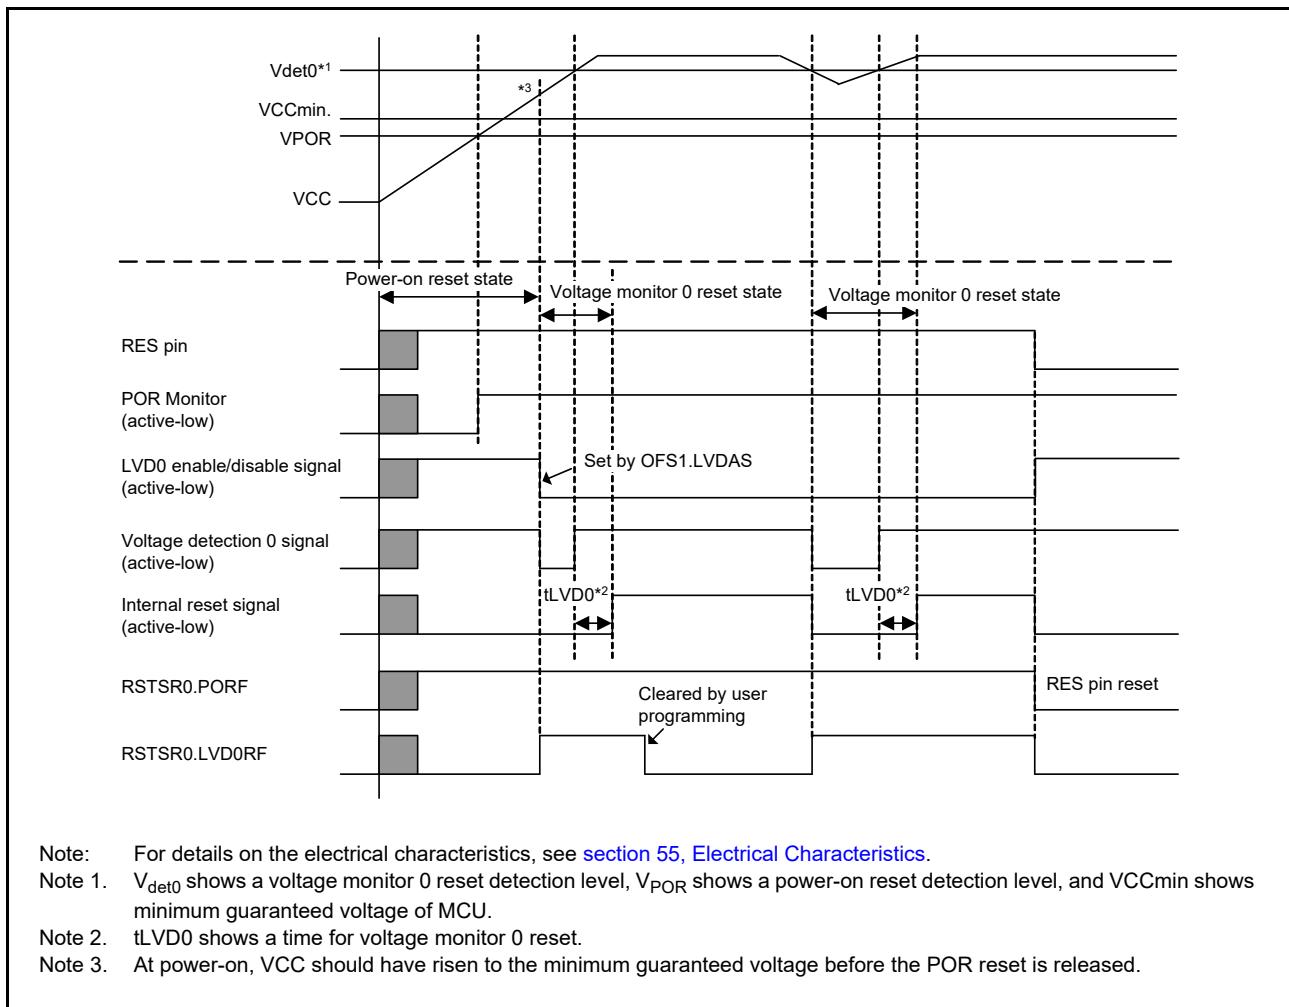 Vdet0*1
*3
VCCmin.
VPOR
VCC
Power-on reset state
Voltage monitor 0 reset state
Voltage monitor 0 reset state
RES pin
POR Monitor
(active-low)
LVD0 enable/disable signal
(active-low)
Set by OFS1.LVDAS
Voltage detection 0 signal
(active-low)
Internal reset signal
(active-low)
tLVD0*2
tLVD0*2
RSTSR0.PORF
RES pin reset
Cleared by user
programming
RSTSR0.LVD0RF
Note: For details on the electrical characteristics, see section 55, Electrical Characteristics.
Note 1. Vdet0 shows a voltage monitor 0 reset detection level, VPOR shows a power-on reset detection level, and VCCmin shows
minimum guaranteed voltage of MCU.
Note 2. tLVD0 shows a time for voltage monitor 0 reset.
Note 3. At power-on, VCC should have risen to the minimum guaranteed voltage before the POR reset is released.